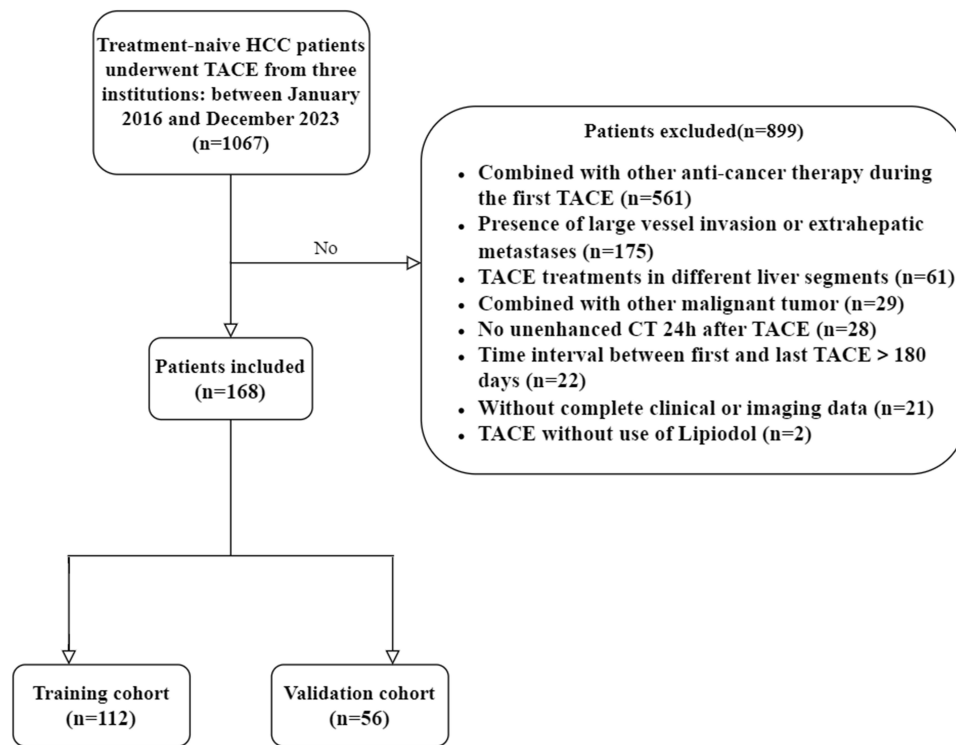 Treatment-naive HCC patients
underwent TACE from three
institutions: between January
2016 and December 2023
(n=1067)
Patients excluded(n=899)
• Combined with other anti-cancer therapy during
the first TACE (n=561)
• Presence of large vessel invasion or extrahepatic
metastases (n=175)
• TACE treatments in different liver segments (n=61)
• Combined with other malignant tumor (n=29)
• No unenhanced CT 24h after TACE (n=28)
• Time interval between first and last TACE > 180
days (n=22)
• Without complete clinical or imaging data (n=21)
• TACE without use of Lipiodol (n=2)
No
Patients included
(n=168)
Training cohort
(n=112)
Validation cohort
(n=56)